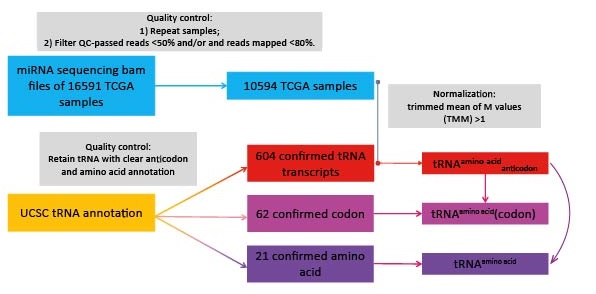 Quality control:
1) Repeat samples;
2) Filter QC-passed reads <50% and/or and reads mapped <80%.
miRNA sequencing bam
files of 16591 TCGA
samples
10594 TCGA samples
Normalization:
trimmed mean of M values
(TMM) >1
Quality control:
Retain tRNA with clear anticodon
and amino acid annotation
604 confirmed tRNA
transcripts
tRNA amino acid anticodon
UCSC tRNA annotation
62 confirmed codon
tRNA amino acid (codon)
21 confirmed amino
acid
tRNA amino acid